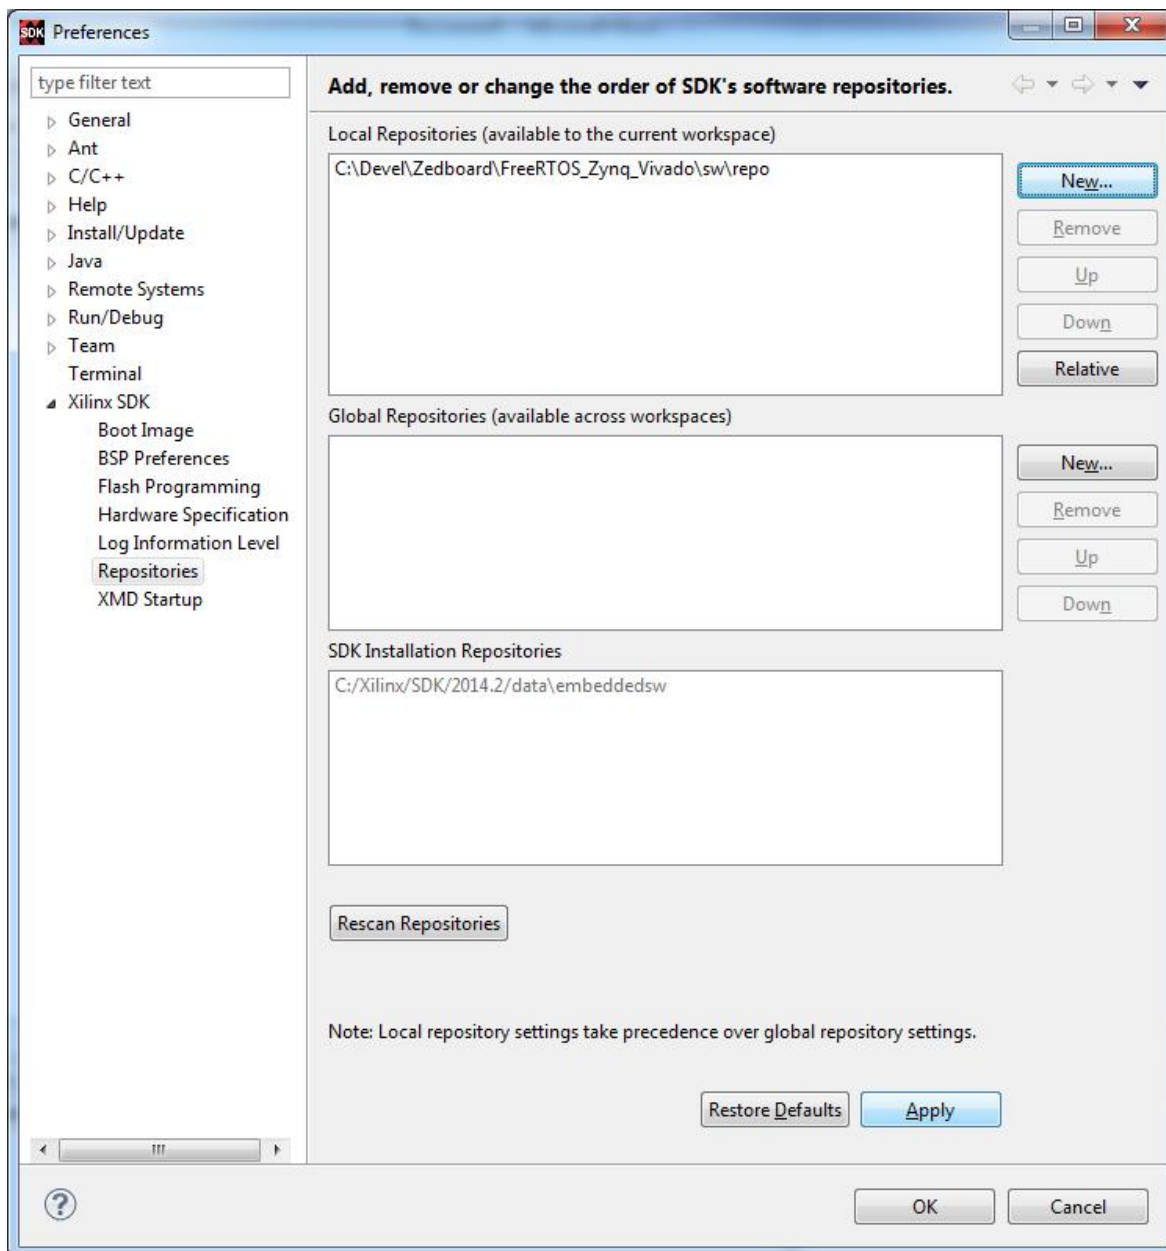 SDK Preferences
type filter text
General
Ant
C/C++
Help
Install/Update
Java
Remote Systems
Run/Debug
Team
Terminal
Xilinx SDK
Boot Image
BSP Preferences
Flash Programming
Hardware Specification
Log Information Level
Repositories
XMD Startup
Add, remove or change the order of SDK's software repositories.
Local Repositories (available to the current workspace)
C:\Devel\Zedboard\FreeRTOS_Zynq_Vivado\sw\repo
New...
Remove
Up
Down
Relative
Global Repositories (available across workspaces)
New...
Remove
Up
Down
SDK Installation Repositories
C:/Xilinx/SDK/2014.2/data\embeddedsw
Rescan Repositories
Note: Local repository settings take precedence over global repository settings.
Restore Defaults
Apply
?
OK
Cancel